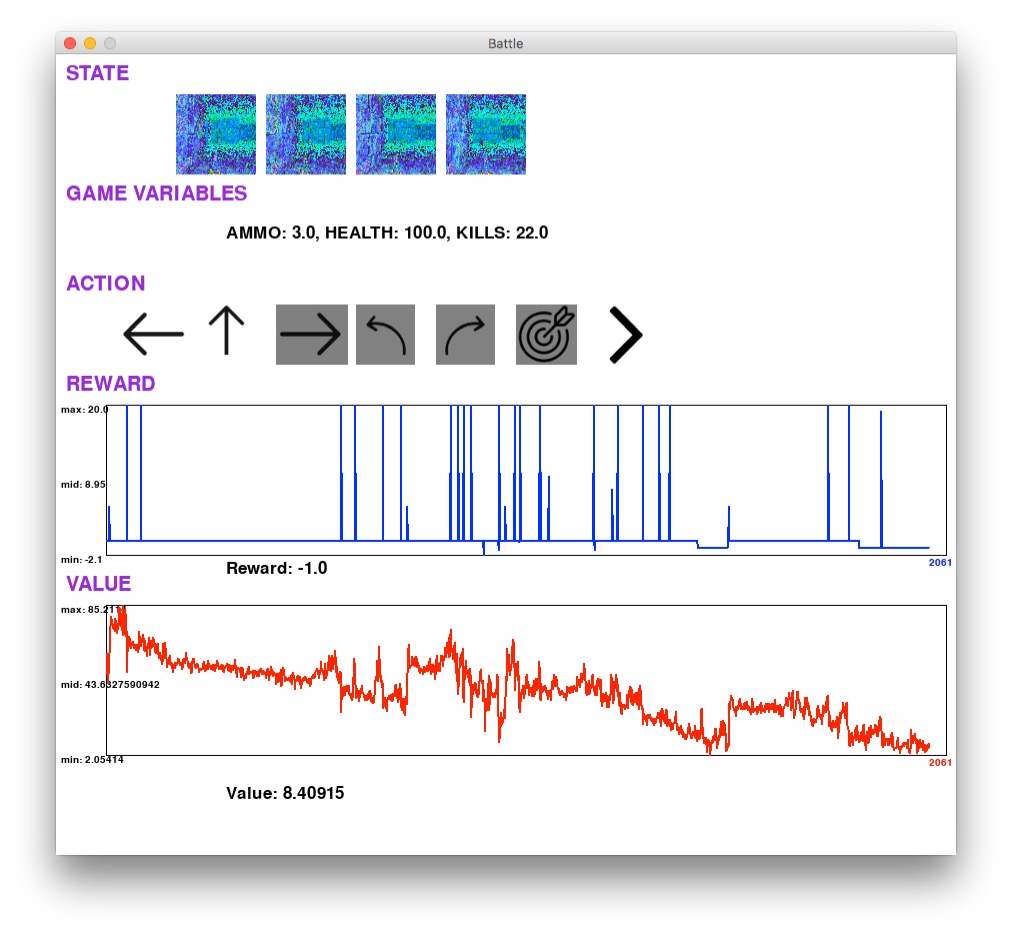 Battle
STATE
GAME VARIABLES
AMMO: 3.0, HEALTH: 100.0, KILLS: 22.0
ACTION
REWARD
max: 20.0
mid: 8.95
min: -2.1
2061
Reward: -1.0
VALUE
max: 85.2111
mid: 43.6327590942
min: 2.05414
2061
Value: 8.40915